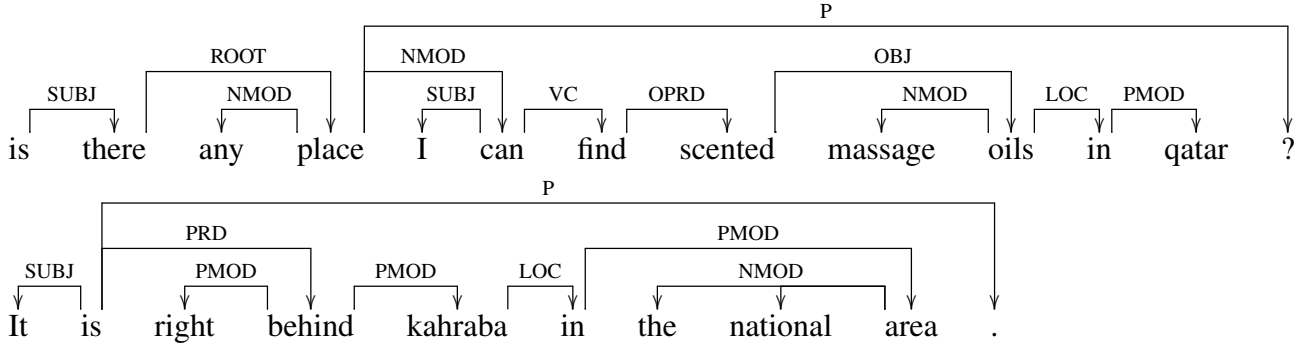 P
ROOT NMOD OBJ
SUBJ NMOD SUBJ VC OPRD NMOD LOC PMOD
is there any place I can find scented massage oils in qatar ?
P
PRD PMOD
SUBJ PMOD PMOD LOC NMOD
It is right behind kahraba in the national area .